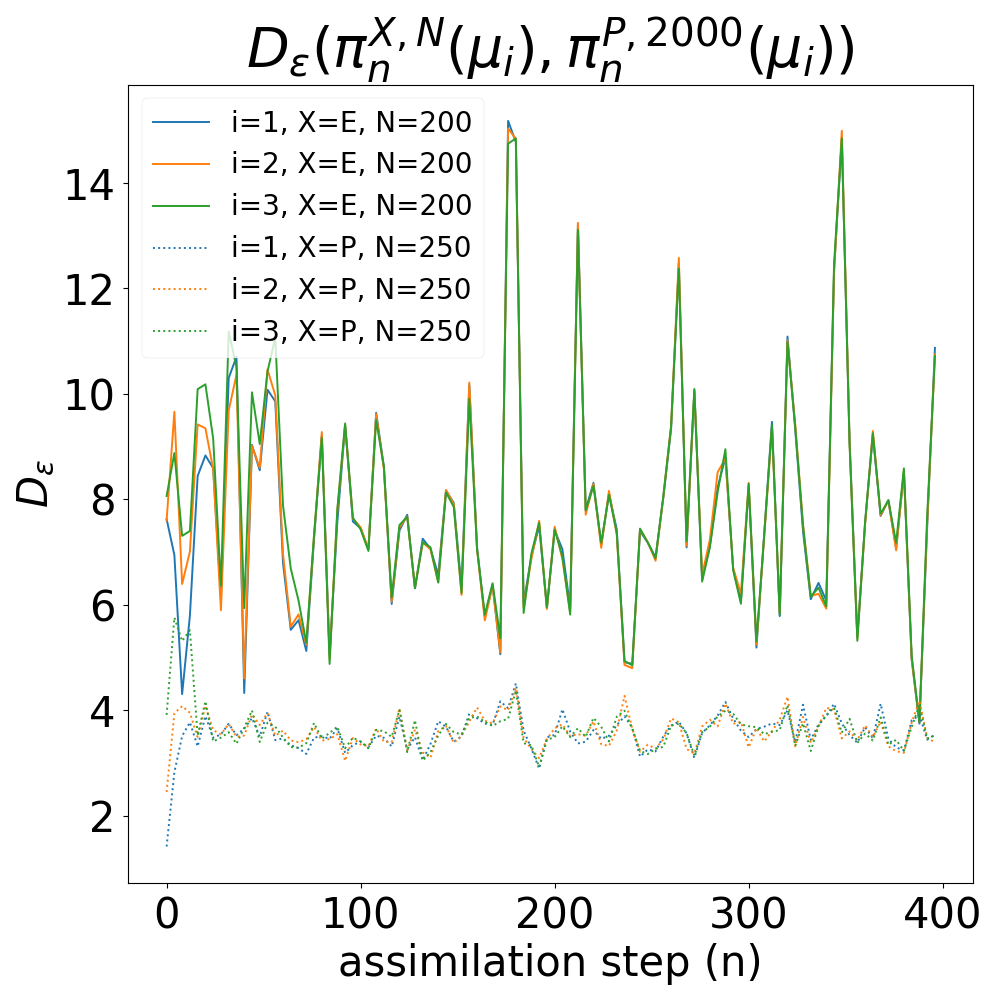 D_ε(π_n^{X,N}(μ_i), π_n^{P,2000}(μ_i))
i=1, X=E, N=200
i=2, X=E, N=200
i=3, X=E, N=200
i=1, X=P, N=250
i=2, X=P, N=250
i=3, X=P, N=250
14
12
10
8
6
4
2
D_ε
0 100 200 300 400
assimilation step (n)